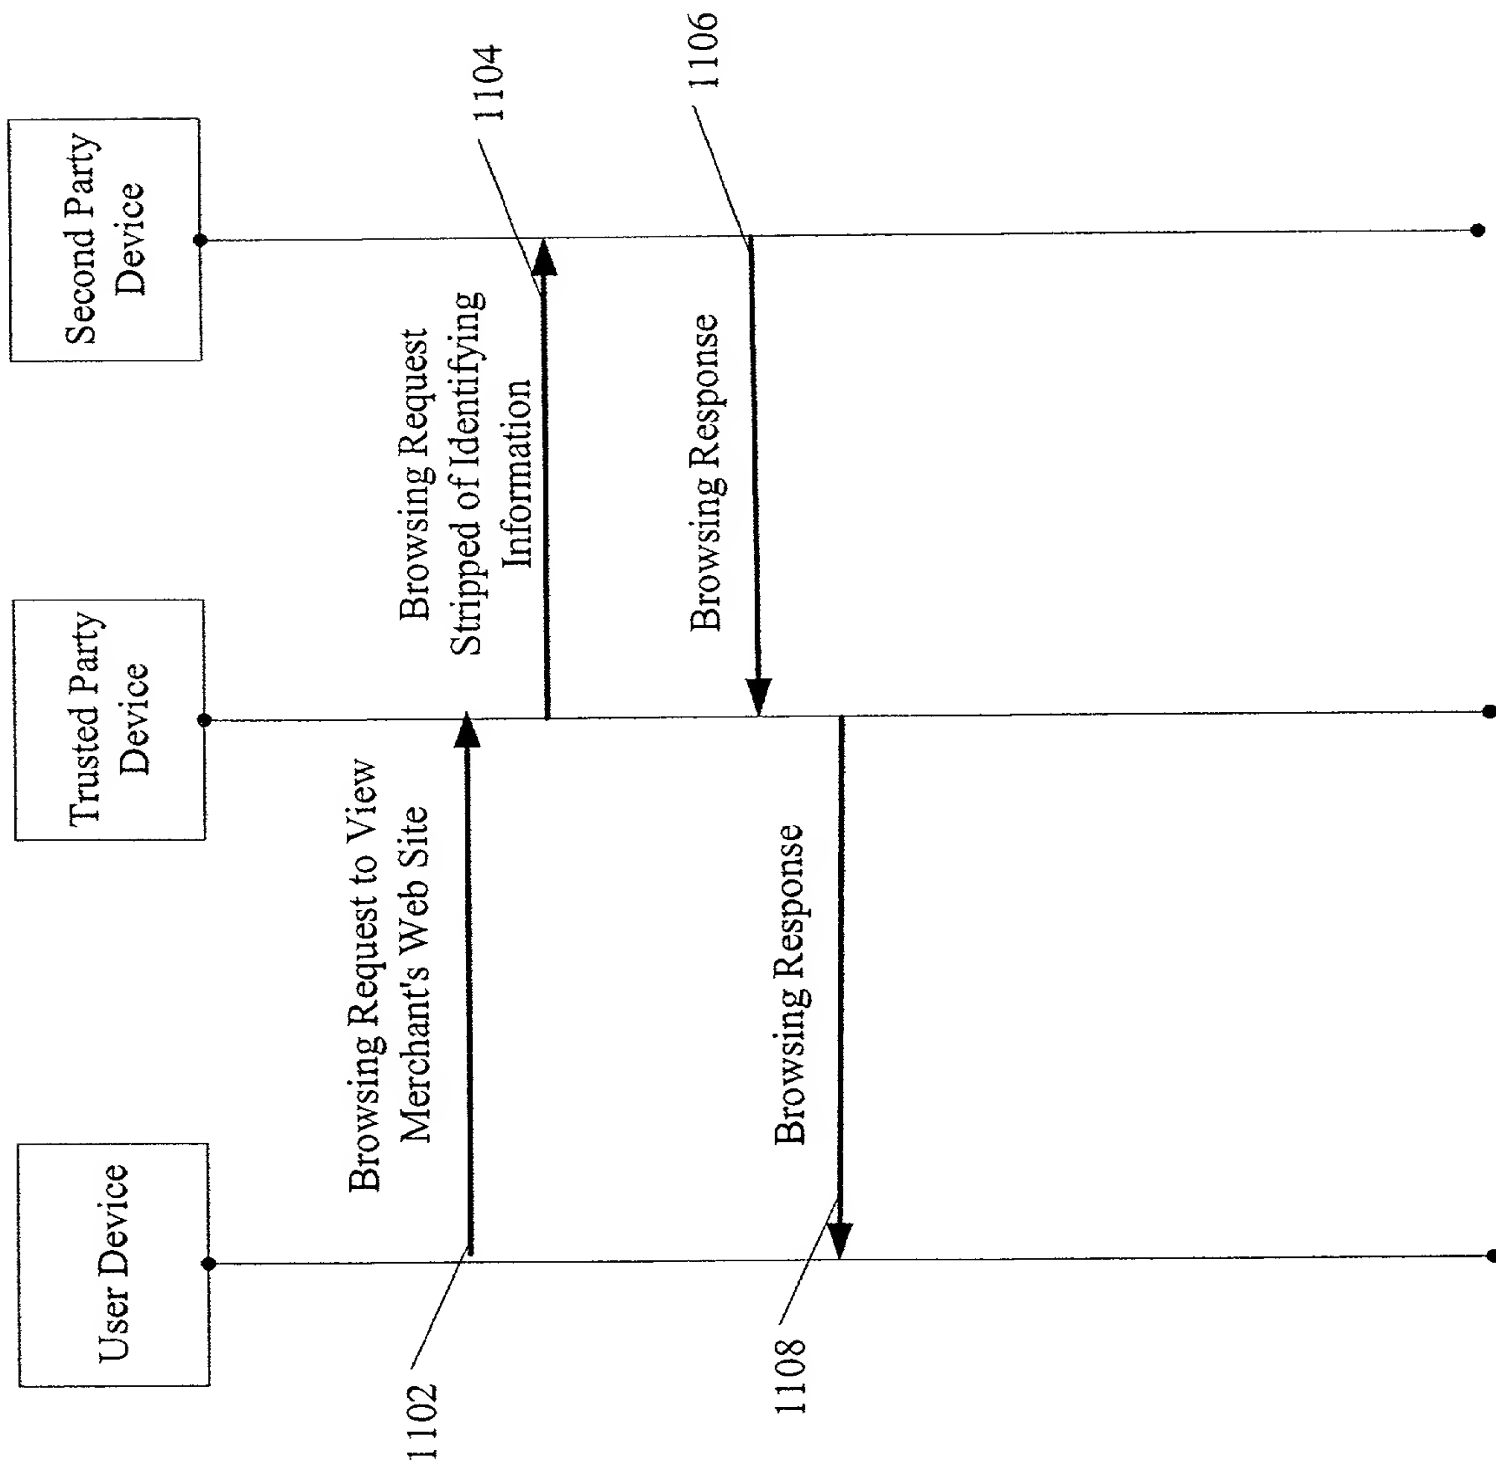 User Device
Trusted Party
Device
Second Party
Device
1102
Browsing Request to View
Merchant's Web Site
Browsing Request
Stripped of Identifying
Information
1104
Browsing Response
1106
Browsing Response
1108